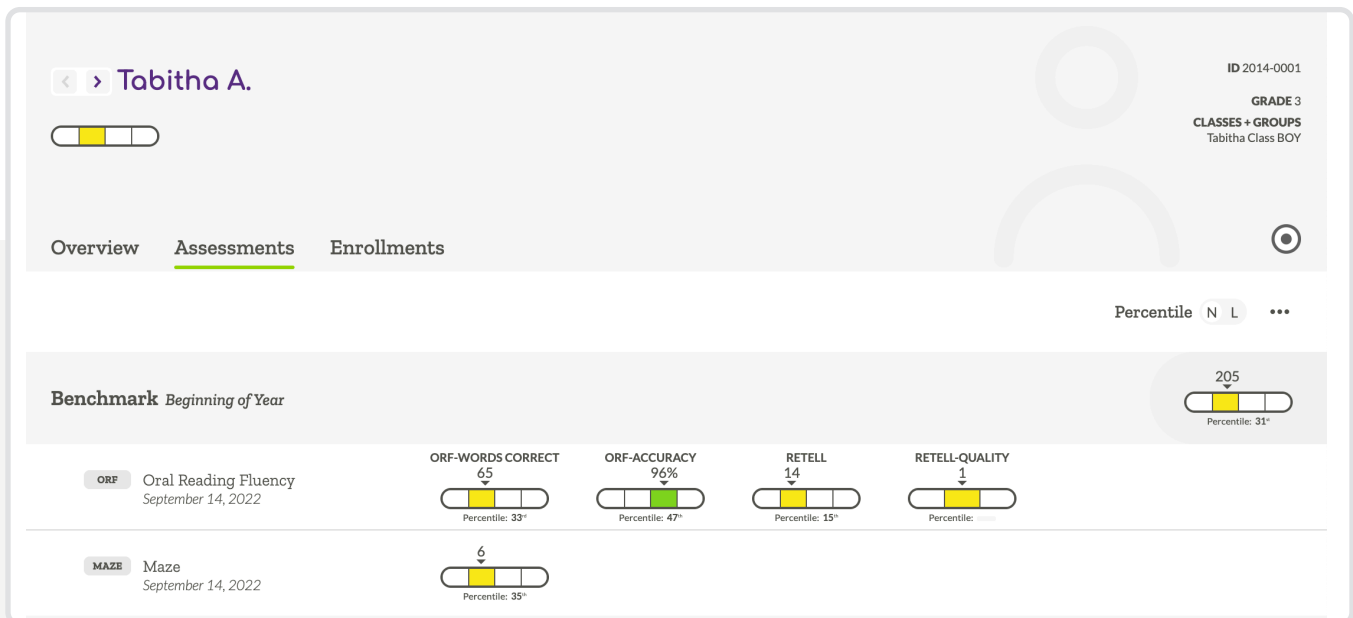 Tabitha A.
ID 2014-0001
GRADE 3
CLASSES + GROUPS
Tabitha Class BOY
Overview Assessments Enrollments
Percentile N L
Benchmark Beginning of Year
205
Percentile: 31st
ORF
Oral Reading Fluency
September 14, 2022
ORF-WORDS CORRECT
65
Percentile: 33rd
ORF-ACCURACY
96%
Percentile: 47th
RETELL
14
Percentile: 15th
RETELL-QUALITY
1
Percentile:
MAZE
Maze
September 14, 2022
6
Percentile: 35th